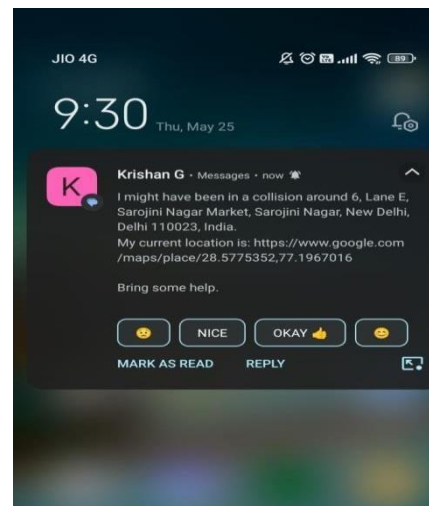 JIO 4G
89
9:30 Thu, May 25
K
Krishan G • Messages • now
I might have been in a collision around 6, Lane E,
Sarojini Nagar Market, Sarojini Nagar, New Delhi,
Delhi 110023, India.
My current location is: https://www.google.com
/maps/place/28.5775352,77.1967016
Bring some help.
NICE
OKAY 👍
MARK AS READ REPLY